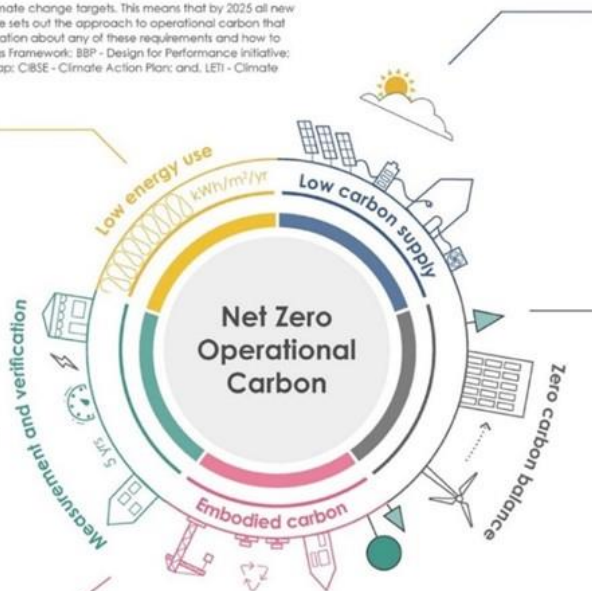 mate change targets. This means that by 2025 all new
e sets out the approach to operational carbon that
ation about any of these requirements and how to
s Framework; BBP - Design for Performance initiative;
ap; CIBSE - Climate Action Plan; and, LETI - Climate
Low energy use
kWh/m²/yr
Low carbon supply
Net Zero
Operational
Carbon
Measurement and verification
5 yrs
Zero carbon balance
Embodied carbon